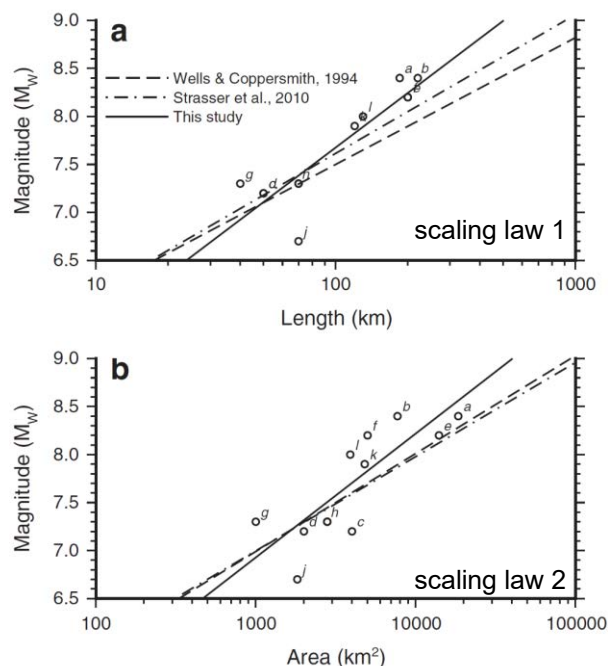 a
9.0
8.5
8.0
7.5
7.0
6.5
Magnitude (M_W)
Wells & Coppersmith, 1994
Strasser et al., 2010
This study
a
b
e
l
g
d
h
j
scaling law 1
10
100
1000
Length (km)
b
9.0
8.5
8.0
7.5
7.0
6.5
Magnitude (M_W)
b
a
f
e
l
k
g
d
h
c
j
scaling law 2
100
1000
10000
100000
Area (km²)